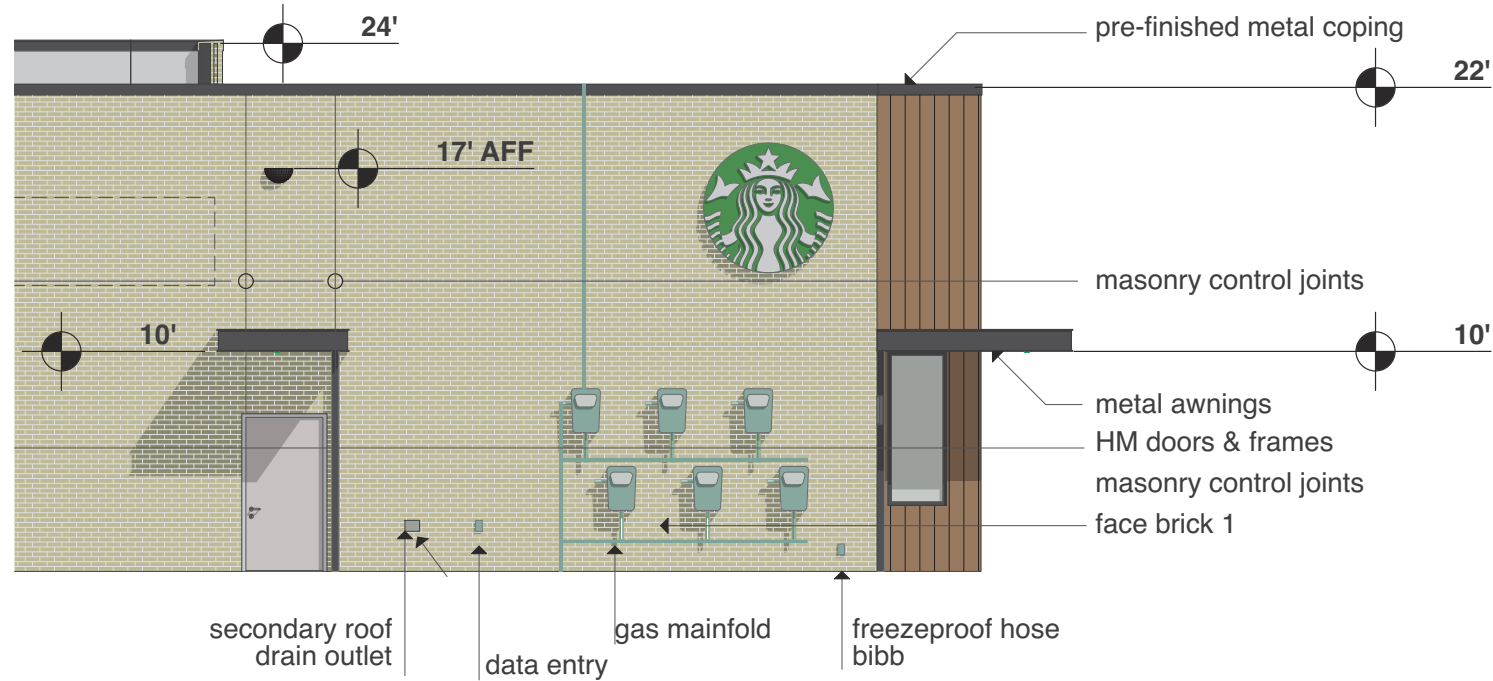 24'
pre-finished metal coping
22'
17' AFF
masonry control joints
10'
10'
metal awnings
HM doors & frames
masonry control joints
face brick 1
secondary roof
drain outlet
data entry
gas mainfold
freezeproof hose
bibb